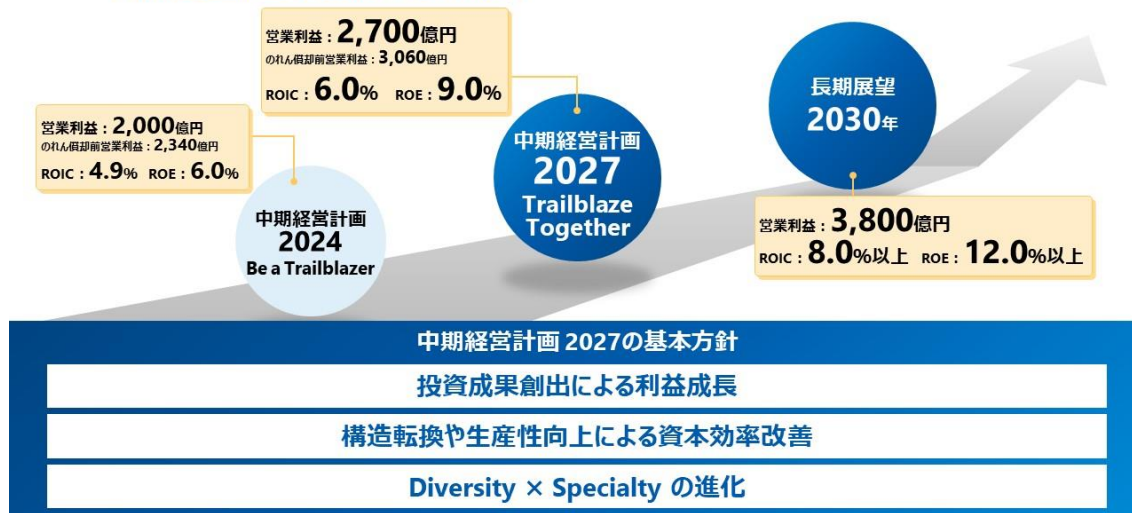 営業利益：2,700億円
のれん償却前営業利益：3,060億円
ROIC：6.0% ROE：9.0%
長期展望
2030年
営業利益：2,000億円
のれん償却前営業利益：2,340億円
ROIC：4.9% ROE：6.0%
中期経営計画
2027
Trailblaze
Together
中期経営計画
2024
Be a Trailblazer
営業利益：3,800億円
ROIC：8.0%以上 ROE：12.0%以上
中期経営計画 2027の基本方針
投資成果創出による利益成長
構造転換や生産性向上による資本効率改善
Diversity × Specialty の進化